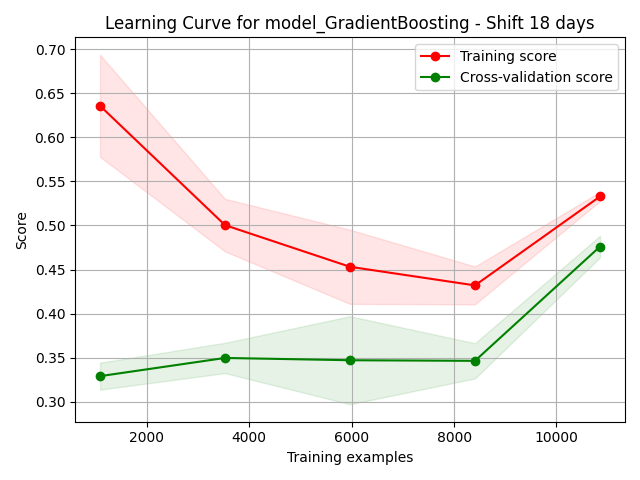 Learning Curve for model_GradientBoosting - Shift 18 days
Training score
Cross-validation score
Score
0.70
0.65
0.60
0.55
0.50
0.45
0.40
0.35
0.30
2000 4000 6000 8000 10000
Training examples